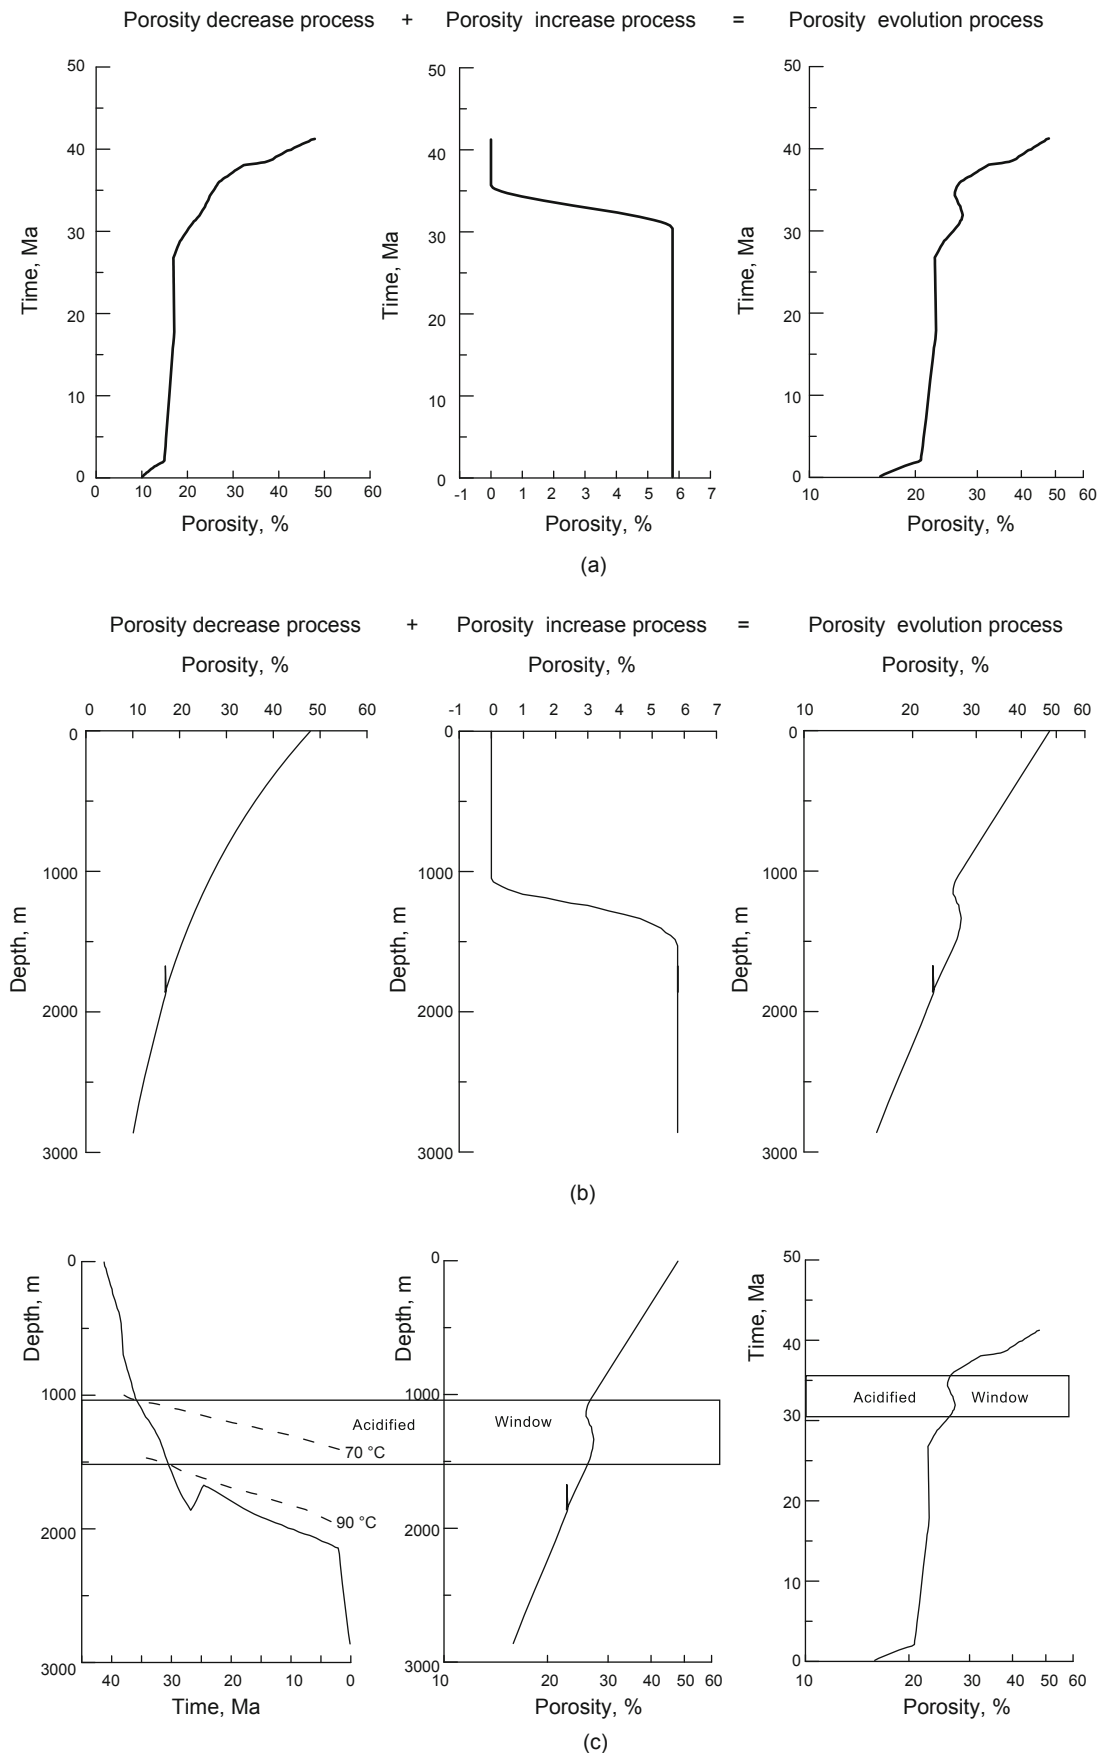 Porosity decrease process + Porosity increase process = Porosity evolution process
50 50 50
40 40 40
30 30 30
20 20 20
10 10 10
0 0 0
Time, Ma Time, Ma Time, Ma
0 10 20 30 40 50 60 -1 0 1 2 3 4 5 6 7 10 20 30 40 50 60
Porosity, % Porosity, % Porosity, %
(a)
Porosity decrease process + Porosity increase process = Porosity evolution process
Porosity, % Porosity, % Porosity, %
0 10 20 30 40 50 60 -1 0 1 2 3 4 5 6 7 10 20 30 40 50 60
0 0 0
1000 1000 1000
2000 2000 2000
3000 3000 3000
Depth, m Depth, m Depth, m
(b)
0 0 50
40
1000 1000 30
2000 2000 20
10
3000 3000 0
Depth, m Depth, m Time, Ma
Acidified Window Acidified Window
70 °C
90 °C
40 30 20 10 0 10 20 30 40 50 60 10 20 30 40 50 60
Time, Ma Porosity, % Porosity, %
(c)